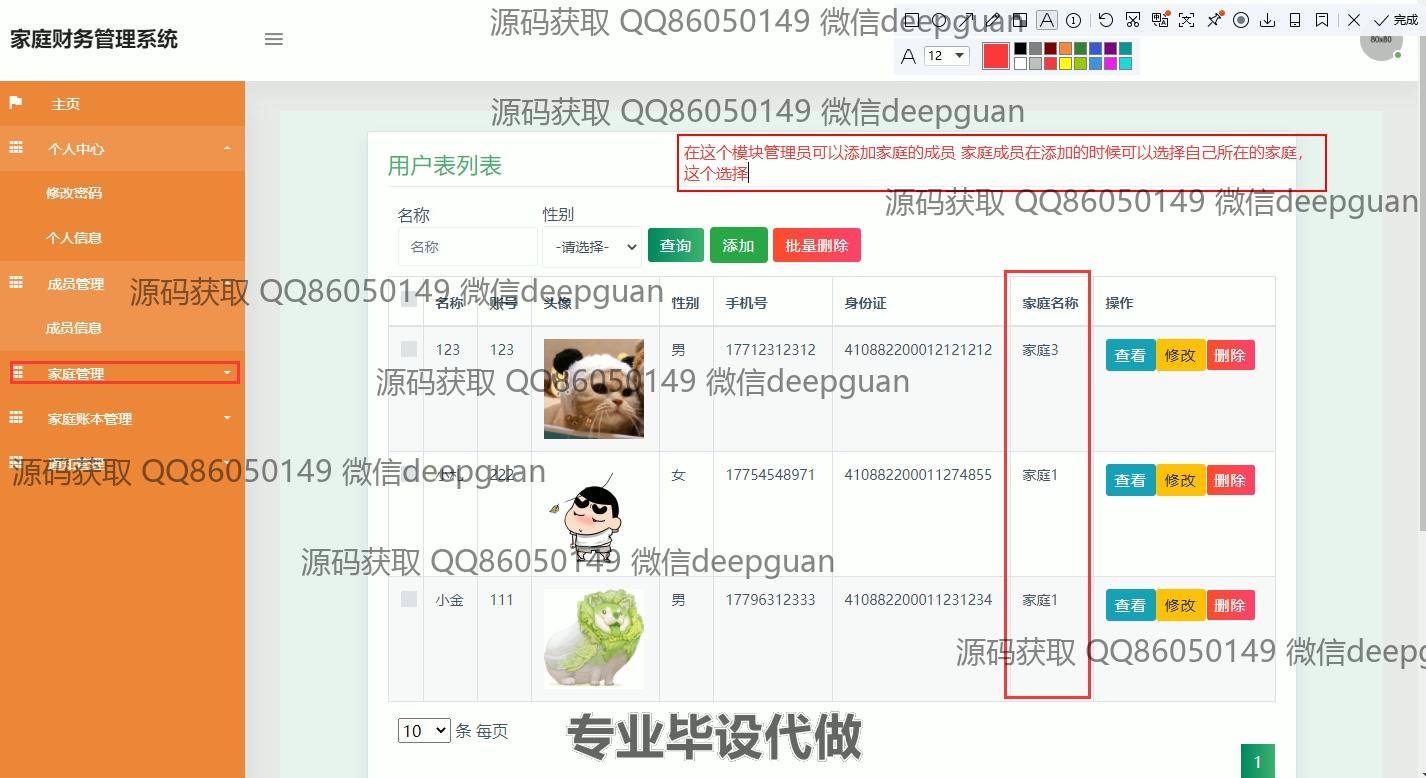 源码获取 QQ86050149 微信deepguan
完成
家庭财务管理系统
80x80
12
主页
个人中心
修改密码
个人信息
成员管理
成员信息
家庭管理
家庭账本管理
源码获取 QQ86050149 微信deepguan
用户表列表
在这个模块管理员可以添加家庭的成员 家庭成员在添加的时候可以选择自己所在的家庭，
这个选择
源码获取 QQ86050149 微信deepguan
名称 性别
名称 -请选择- 查询 添加 批量删除
源码获取 QQ86050149 微信deepguan
名称 账号 头像 性别 手机号 身份证 家庭名称 操作
123 123 男 17712312312 410882200012121212 家庭3 查看 修改 删除
源码获取 QQ86050149 微信deepguan
源码获取 QQ86050149 微信deepguan
222 女 17754548971 410882200011274855 家庭1 查看 修改 删除
源码获取 QQ86050149 微信deepguan
小金 111 男 17796312333 410882200011231234 家庭1 查看 修改 删除
源码获取 QQ86050149 微信deepg
10 条 每页
专业毕设代做
1